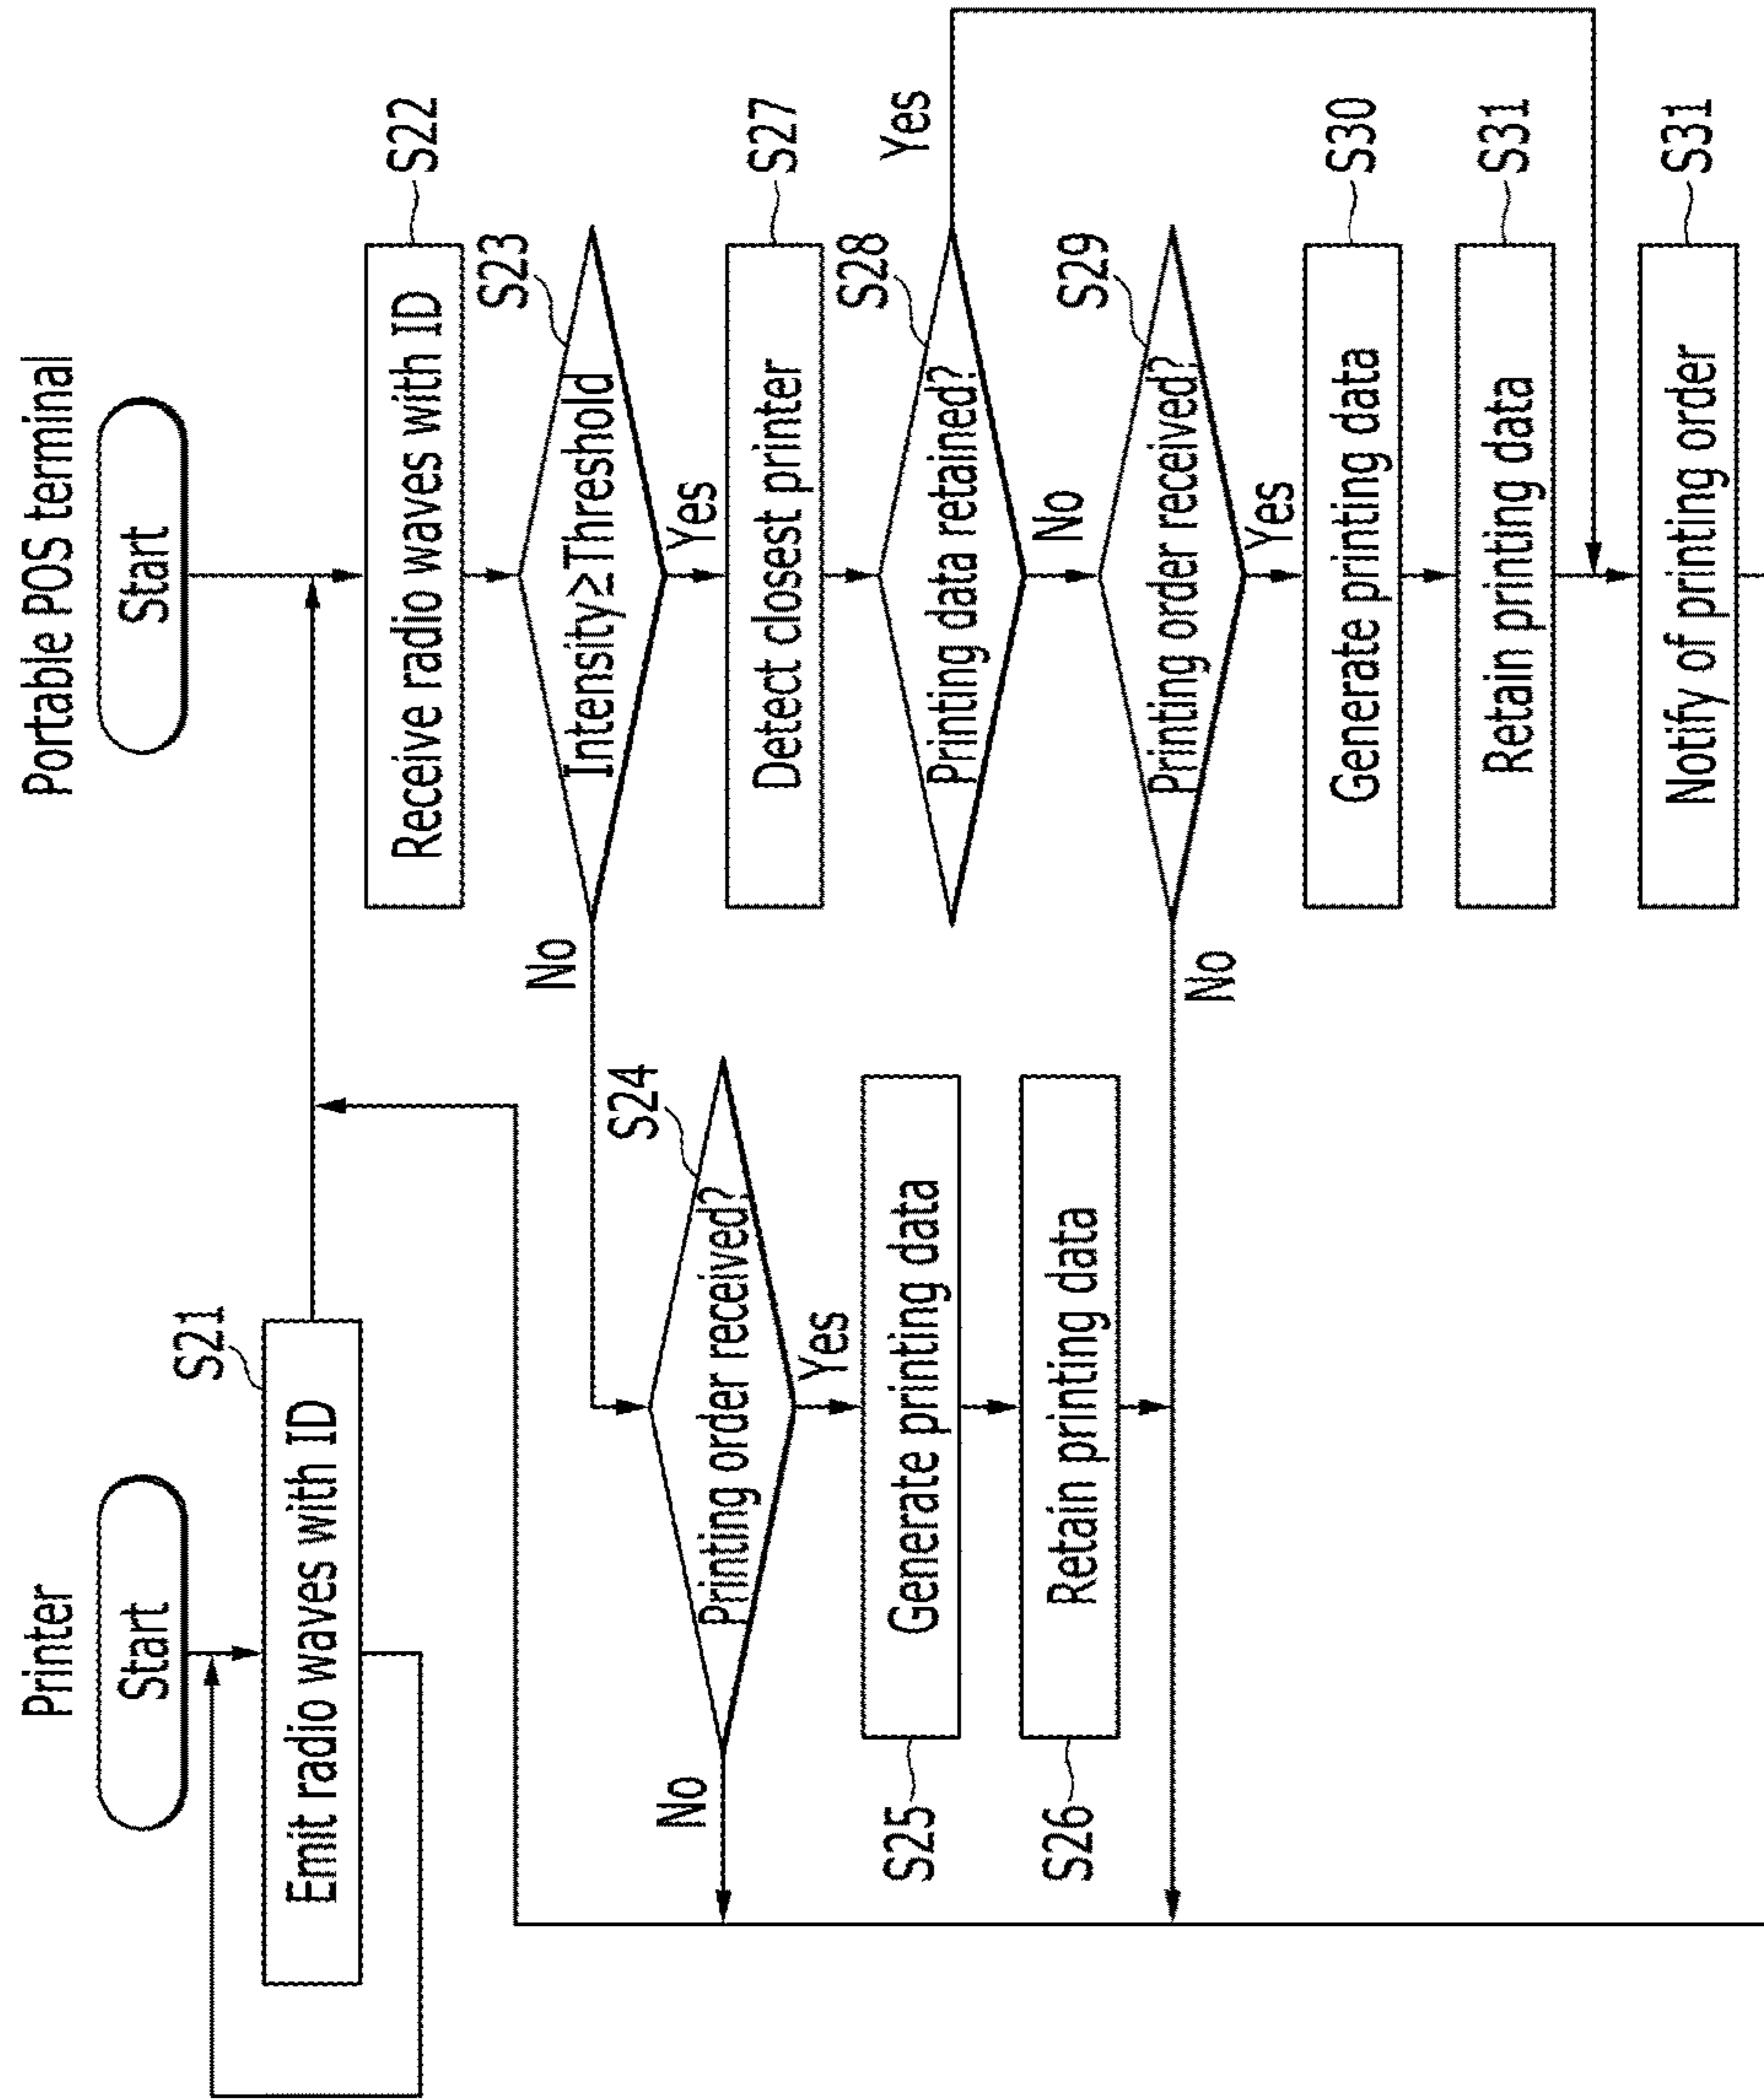 Printer
Start
S21
Emit radio waves with ID
Portable POS terminal
Start
S22
Receive radio waves with ID
S23
Intensity≥Threshold
No
Yes
S24
Printing order received?
No
Yes
S25
Generate printing data
S26
Retain printing data
S27
Detect closest printer
S28
Printing data retained?
Yes
No
S29
Printing order received?
No
Yes
S30
Generate printing data
S31
Retain printing data
S31
Notify of printing order